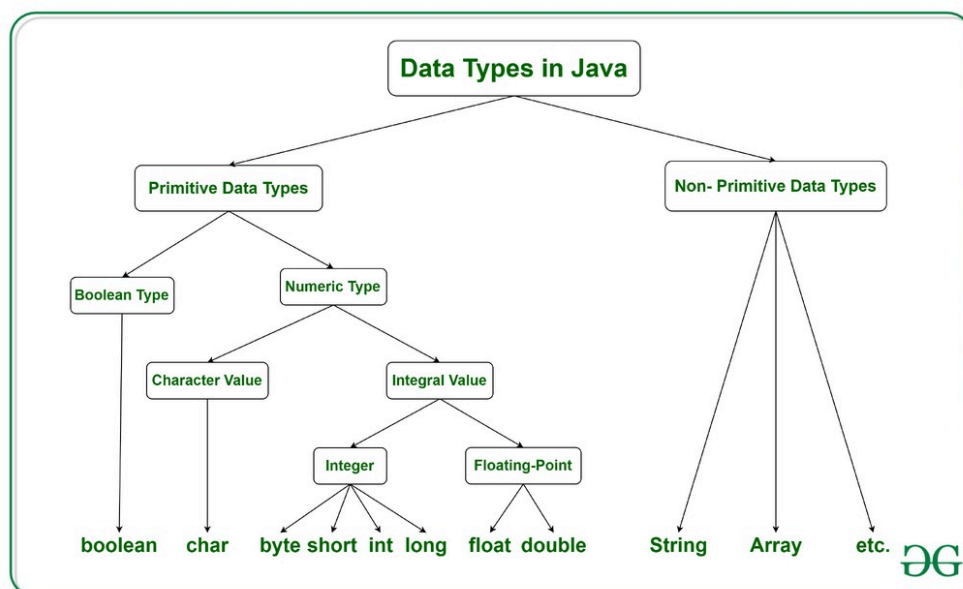 Data Types in Java
Primitive Data Types
Non- Primitive Data Types
Boolean Type
Numeric Type
Character Value
Integral Value
Integer
Floating-Point
boolean
char
byte
short
int
long
float
double
String
Array
etc.